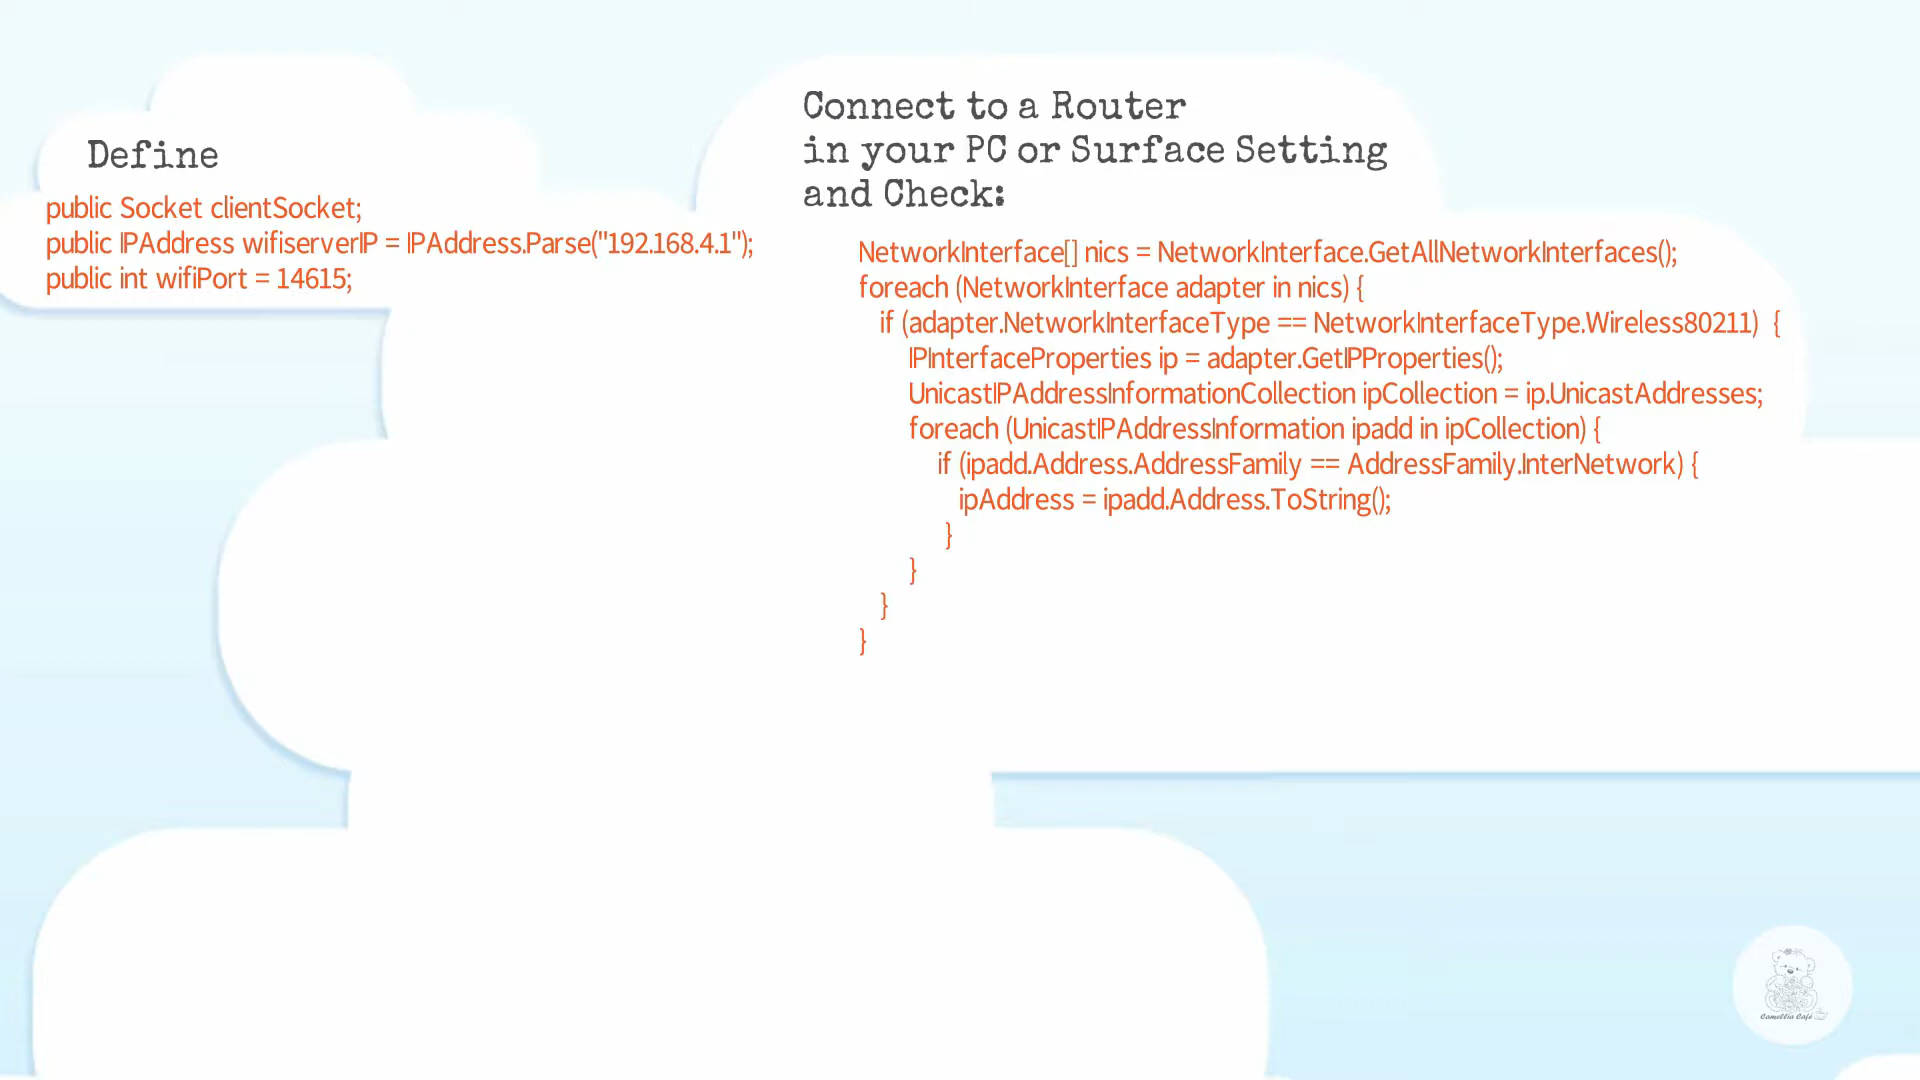 Define
public Socket clientSocket;
public IPAddress wifiserverIP = IPAddress.Parse("192.168.4.1");
public int wifiPort = 14615;
Connect to a Router
in your PC or Surface Setting
and Check:
NetworkInterface[] nics = NetworkInterface.GetAllNetworkInterfaces();
foreach (NetworkInterface adapter in nics) {
if (adapter.NetworkInterfaceType == NetworkInterfaceType.Wireless80211) {
IPInterfaceProperties ip = adapter.GetIPProperties();
UnicastIPAddressInformationCollection ipCollection = ip.UnicastAddresses;
foreach (UnicastIPAddressInformation ipadd in ipCollection) {
if (ipadd.Address.AddressFamily == AddressFamily.InterNetwork) {
ipAddress = ipadd.Address.ToString();
}
}
}
}
Camellia Café